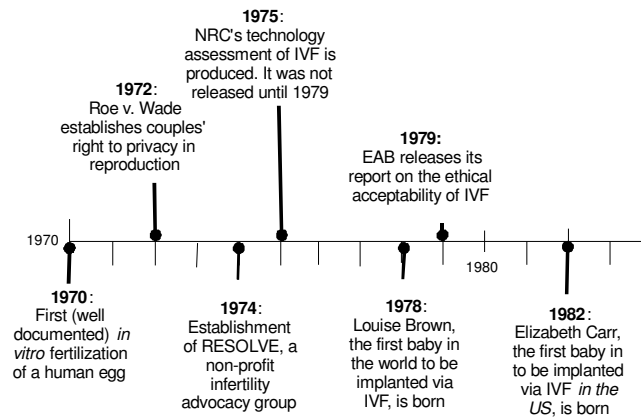 1975:
NRC's technology
assessment of IVF is
produced. It was not
released until 1979
1972:
Roe v. Wade
establishes couples'
right to privacy in
reproduction
1979:
EAB releases its
report on the ethical
acceptability of IVF
1970
1980
1970:
First (well
documented) in
vitro fertilization
of a human egg
1974:
Establishment
of RESOLVE, a
non-profit
infertility
advocacy group
1978:
Louise Brown,
the first baby in
the world to be
implanted via
IVF, is born
1982:
Elizabeth Carr,
the first baby in
to be implanted
via IVF in the
US, is born